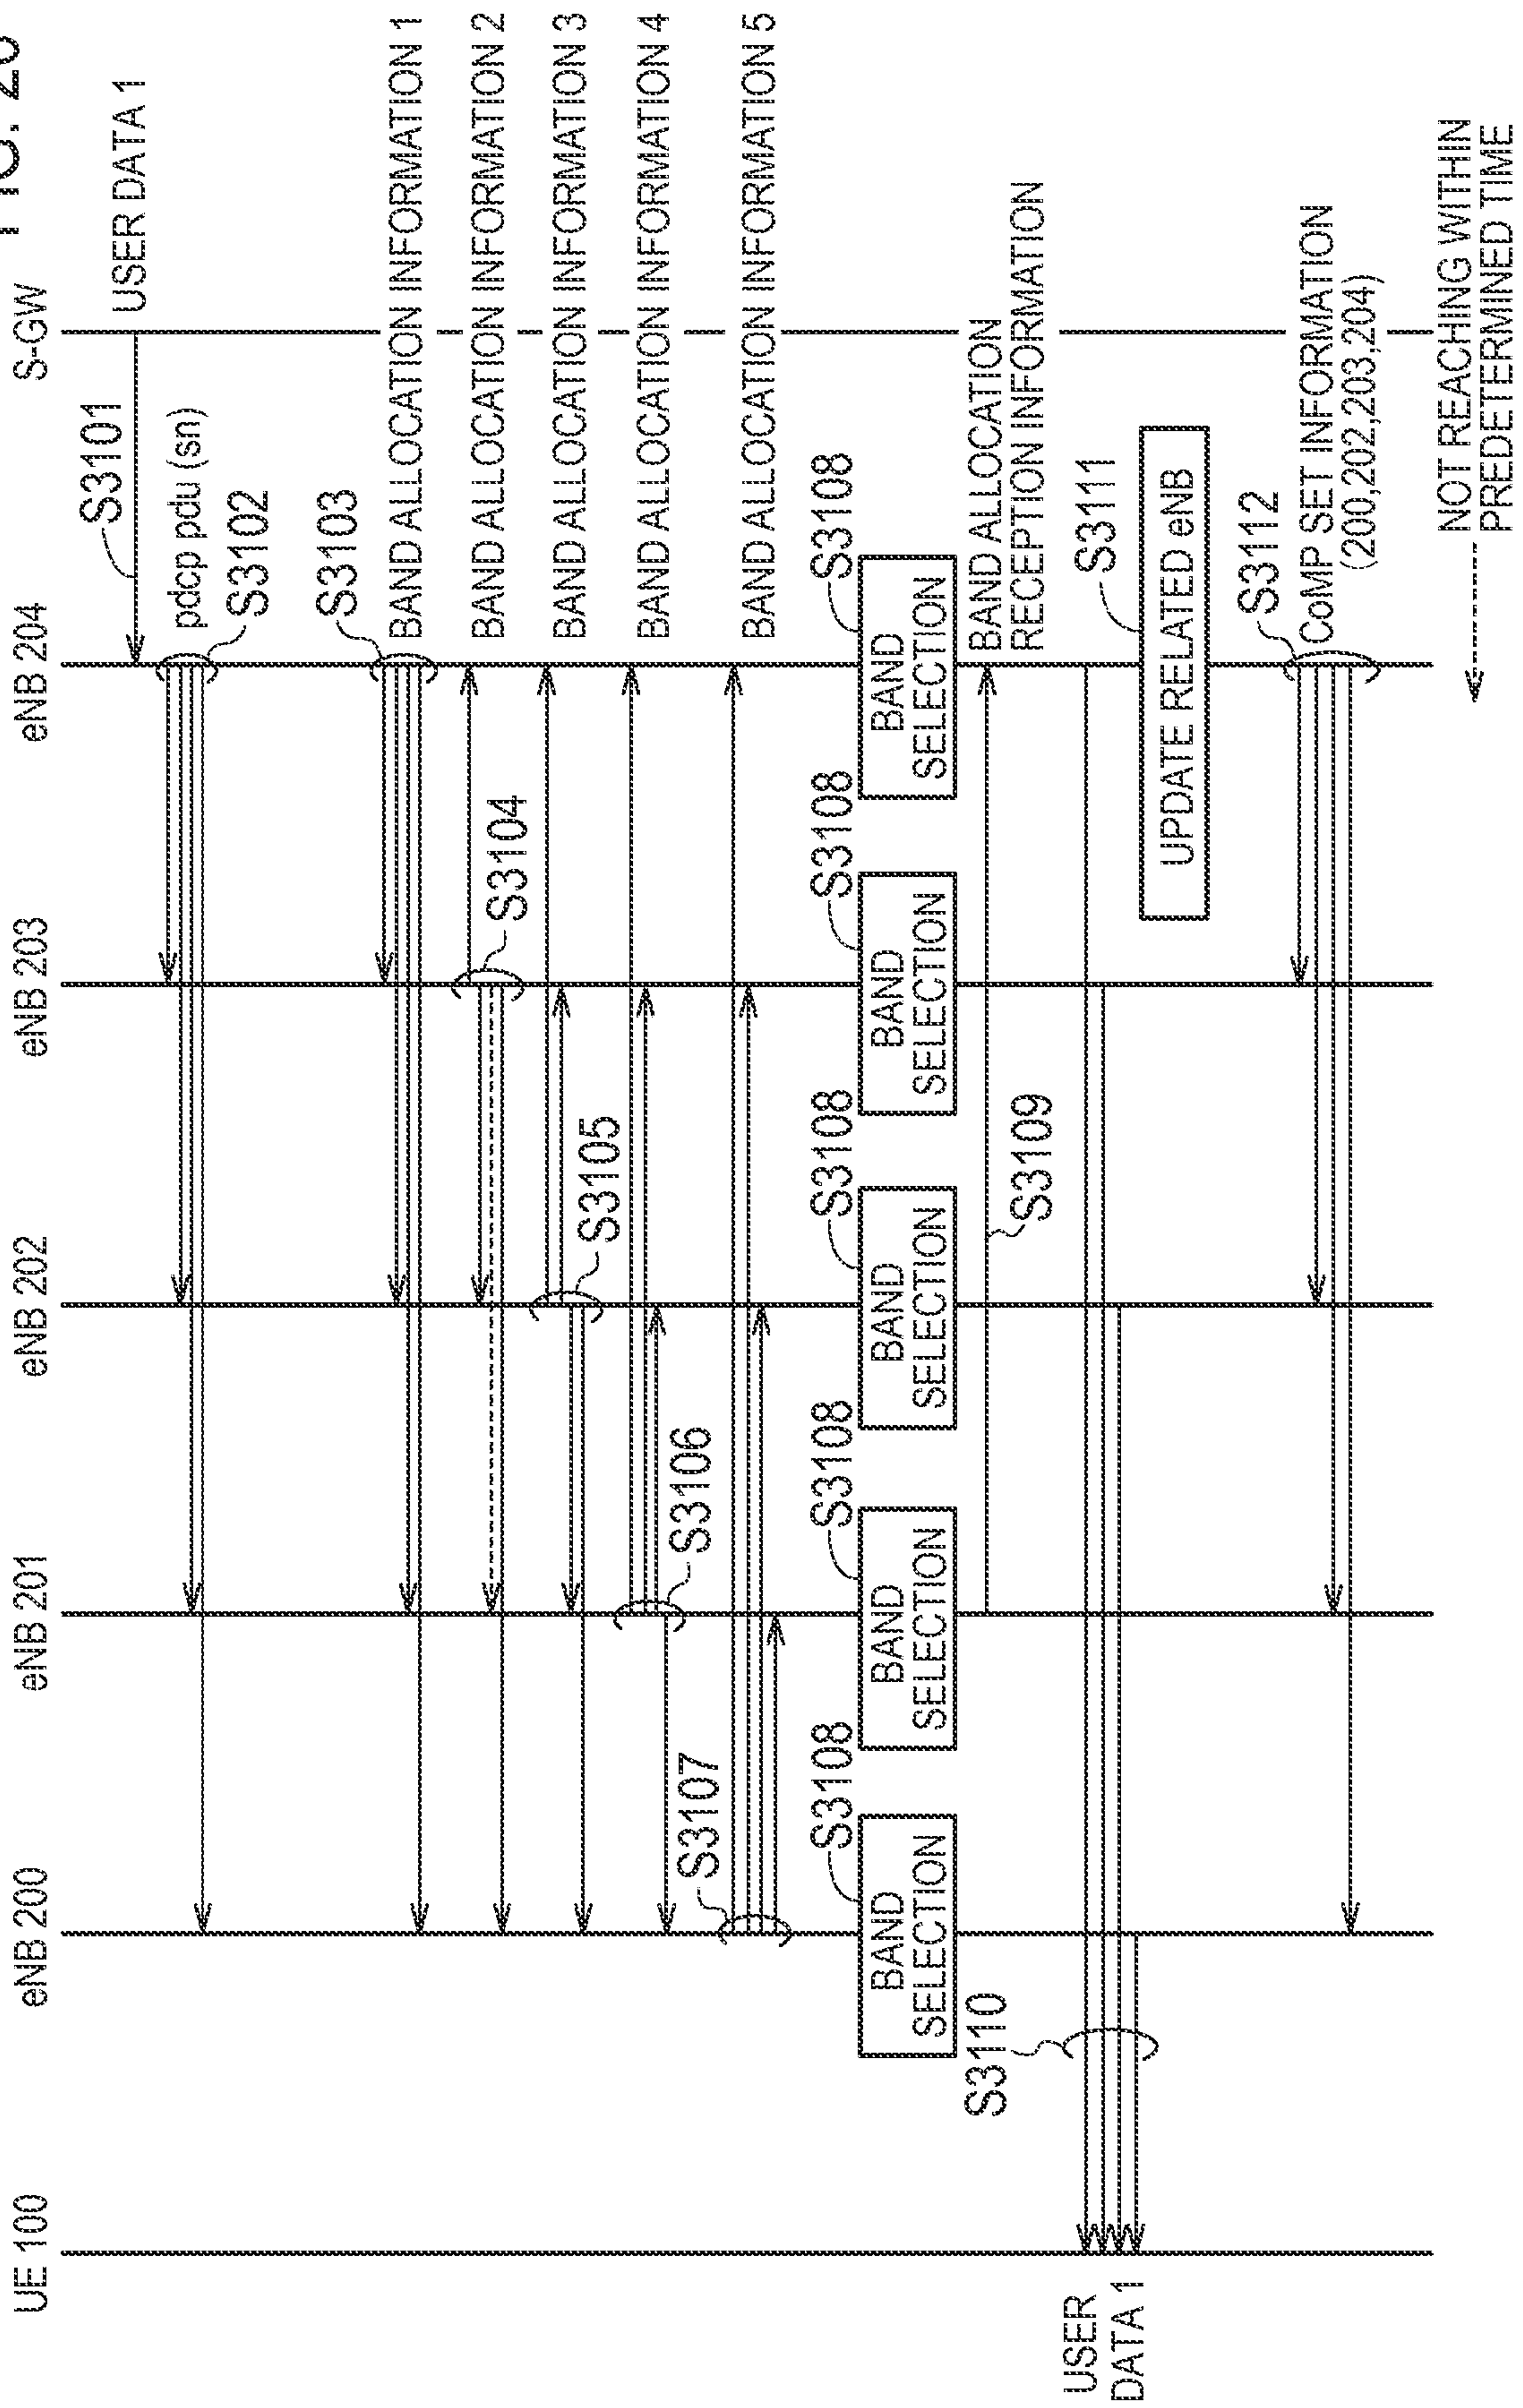 UE 100
eNB 200
eNB 201
eNB 202
eNB 203
eNB 204
S-GW
S3101
USER DATA 1
pdcp pdu (sn)
S3102
S3103
BAND ALLOCATION INFORMATION 1
BAND ALLOCATION INFORMATION 2
S3104
BAND ALLOCATION INFORMATION 3
S3105
BAND ALLOCATION INFORMATION 4
S3106
S3107
BAND ALLOCATION INFORMATION 5
S3108
S3108
S3108
S3108
S3108
BAND
SELECTION
BAND
SELECTION
BAND
SELECTION
BAND
SELECTION
BAND
SELECTION
BAND ALLOCATION
RECEPTION INFORMATION
S3109
S3110
USER
DATA 1
S3111
UPDATE RELATED eNB
S3112
CoMP SET INFORMATION
(200,202,203,204)
NOT REACHING WITHIN
PREDETERMINED TIME